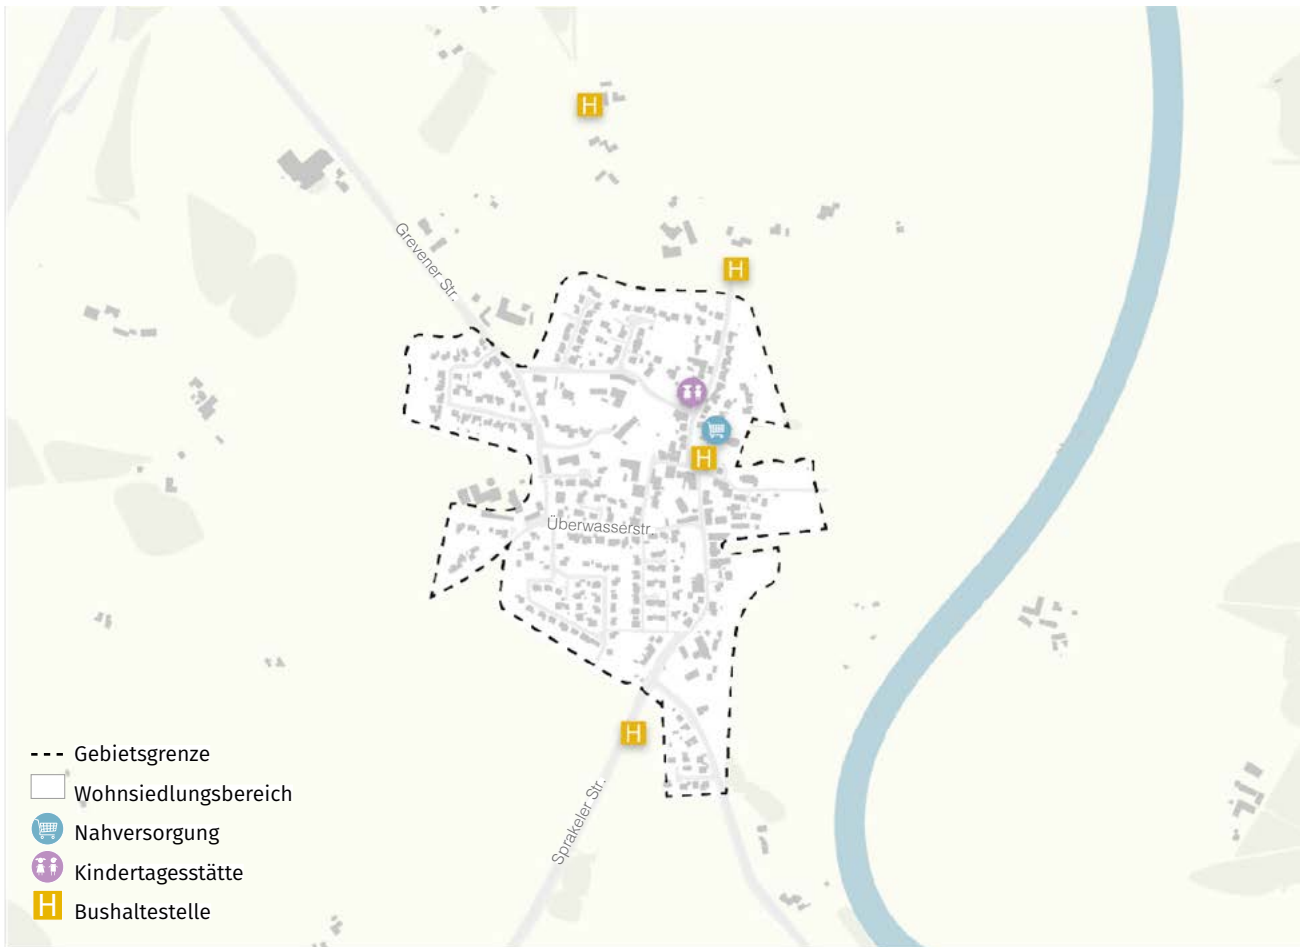 H
H
Grevener Str.
H
Überwasserstr.
H
Sprakeler Str.
Gebietsgrenze
Wohnsiedlungsbereich
Nahversorgung
Kindertagesstätte
H Bushaltestelle